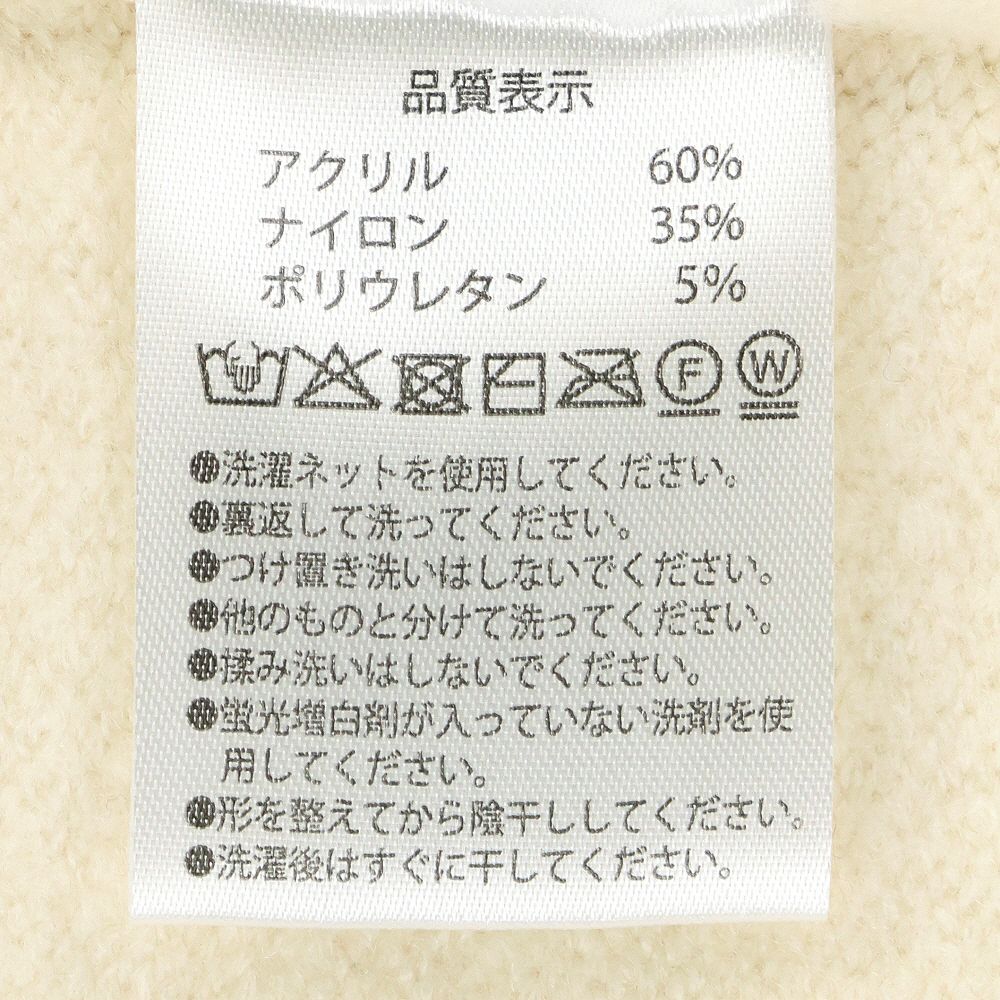 品質表示
アクリル 60%
ナイロン 35%
ポリウレタン 5%
F W
●洗濯ネットを使用してください。
●裏返して洗ってください。
●つけ置き洗いはしないでください。
●他のものと分けて洗ってください。
●揉み洗いはしないでください。
●蛍光増白剤が入っていない洗剤を使
用してください。
●形を整えてから陰干ししてください。
●洗濯後はすぐに干してください。